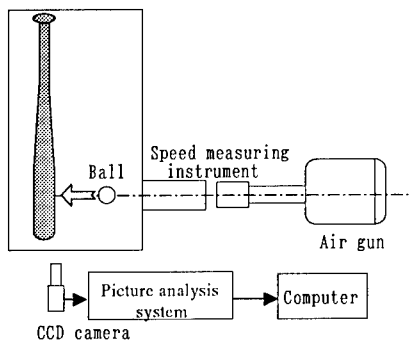 Ball
Speed measuring
instrument
Air gun
Picture analysis
system
Computer
CCD camera